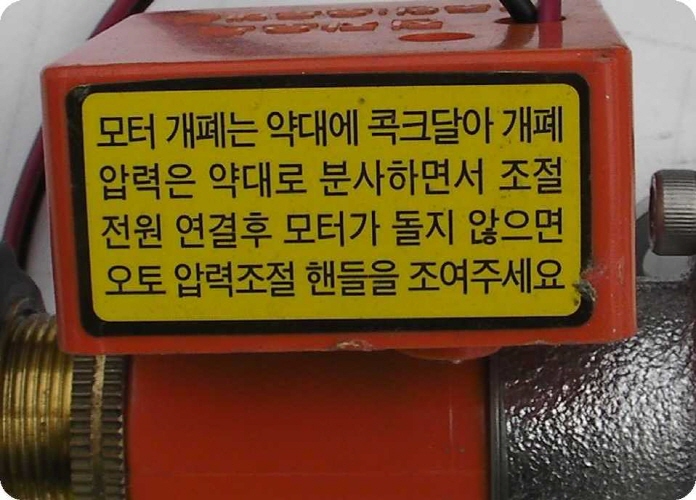 모터 개폐는 약대에 콕크달아 개폐
압력은 약대로 분사하면서 조절
전원 연결후 모터가 돌지 않으면
오토 압력조절 핸들을 조여주세요